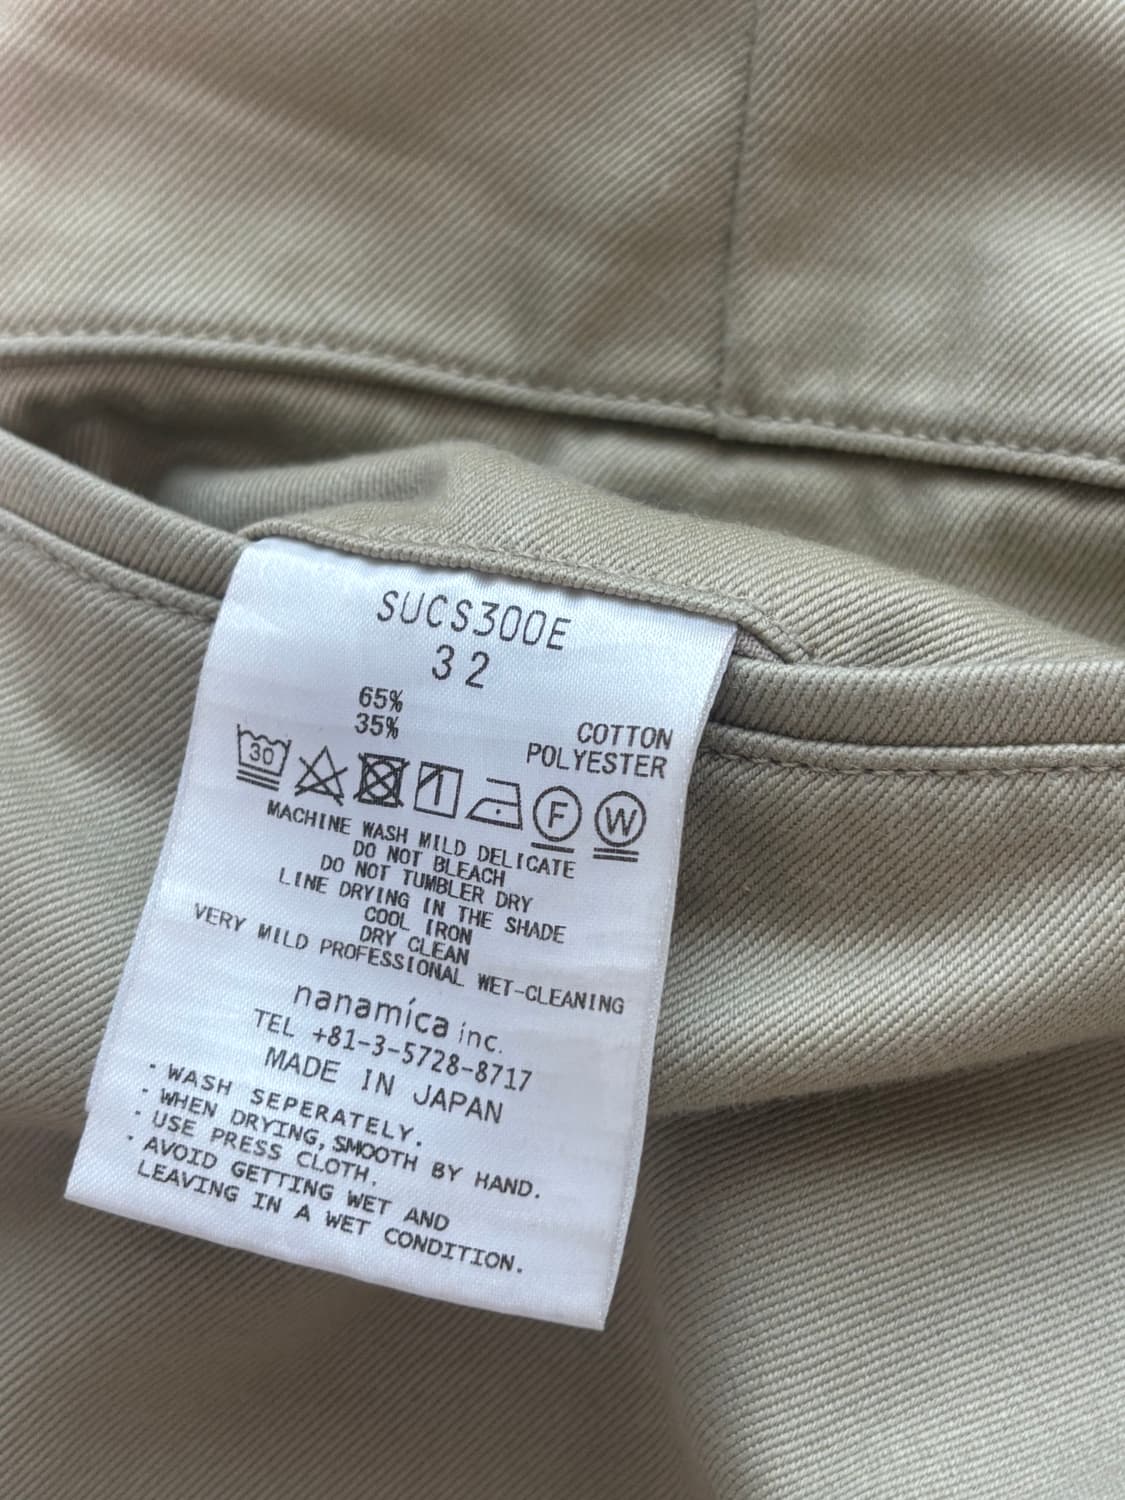 SUCS300E
32
65% COTTON
35% POLYESTER
30 F W
MACHINE WASH MILD DELICATE
DO NOT BLEACH
DO NOT TUMBLER DRY
LINE DRYING IN THE SHADE
COOL IRON
DRY CLEAN
VERY MILD PROFESSIONAL WET-CLEANING
nanamica inc.
TEL +81-3-5728-8717
MADE IN JAPAN
・WASH SEPERATELY.
・WHEN DRYING, SMOOTH BY HAND.
・USE PRESS CLOTH.
・AVOID GETTING WET AND
LEAVING IN A WET CONDITION.